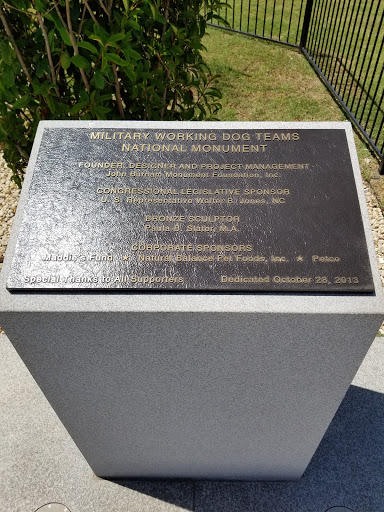 MILITARY WORKING DOG TEAMS
NATIONAL MONUMENT
FOUNDER, DESIGNER AND PROJECT MANAGEMENT -
John Burnam Monument Foundation, Inc.
CONGRESSIONAL LEGISLATIVE SPONSOR
U. S. Representative Walter B. Jones, NC
BRONZE SCULPTOR
Paula B. Slater, M.A.
CORPORATE SPONSORS
Maddie's Fund ★ Natural Balance Pet Foods, Inc. ★ Petco
Special Thanks to All Supporters Dedicated October 28, 2013